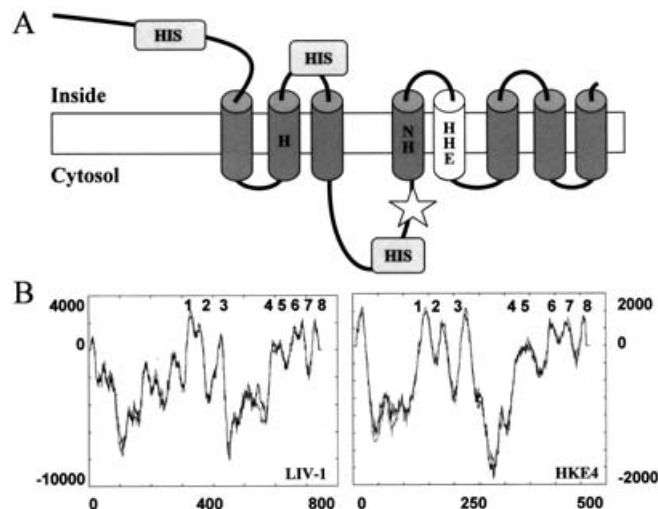 A
HIS
HIS
Inside
H
N H
H H E
Cytosol
HIS
B
4000
0
-10000
1 2 3 4 5 6 7 8
LIV-1
0 400 800
1 2 3 4 5 6 7 8
HKE4
2000
0
-2000
0 250 500